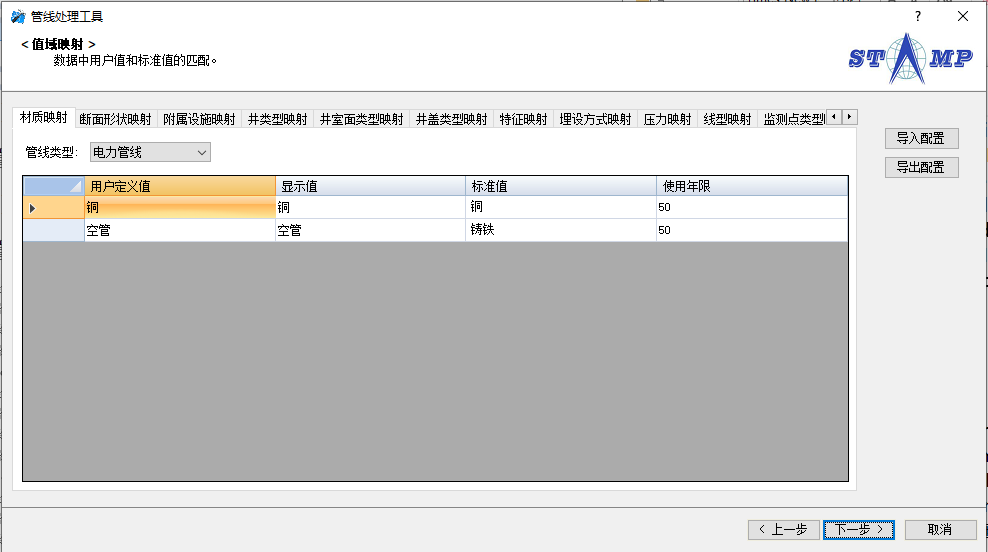 管线处理工具
?
< 值域映射 >
数据中用户值和标准值的匹配。
STAMP
材质映射 断面形状映射 附属设施映射 井类型映射 井室面类型映射 井盖类型映射 特征映射 埋设方式映射 压力映射 线型映射 监测点类型
导入配置
导出配置
管线类型: 电力管线
用户定义值 显示值 标准值 使用年限
铜 铜 铜 50
空管 空管 铸铁 50
< 上一步 下一步 > 取消